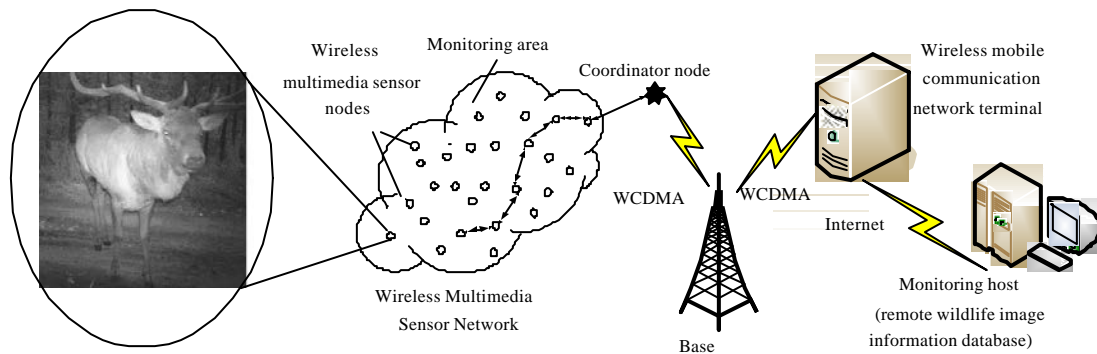 Wireless
multimedia sensor
nodes
Monitoring area
Coordinator node
Wireless mobile
communication
network terminal
WCDMA
WCDMA
Internet
Wireless Multimedia
Sensor Network
Base
Monitoring host
(remote wildlife image
information database)